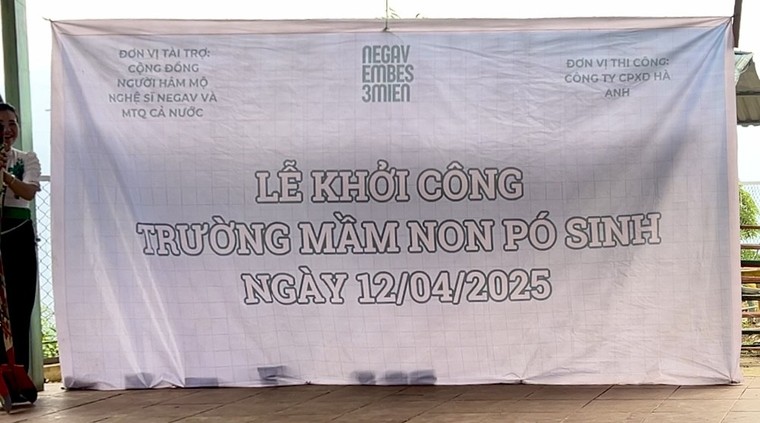 ĐƠN VỊ TÀI TRỢ:
CỘNG ĐỒNG
NGƯỜI HÂM MỘ
NGHỆ SĨ NEGAV VÀ
MTQ CẢ NƯỚC
NEGAV
EMBES
3MIEN
ĐƠN VỊ THI CÔNG:
CÔNG TY CPXD HÀ
ANH
LỄ KHỞI CÔNG
TRƯỜNG MẦM NON PÓ SINH
NGÀY 12/04/2025